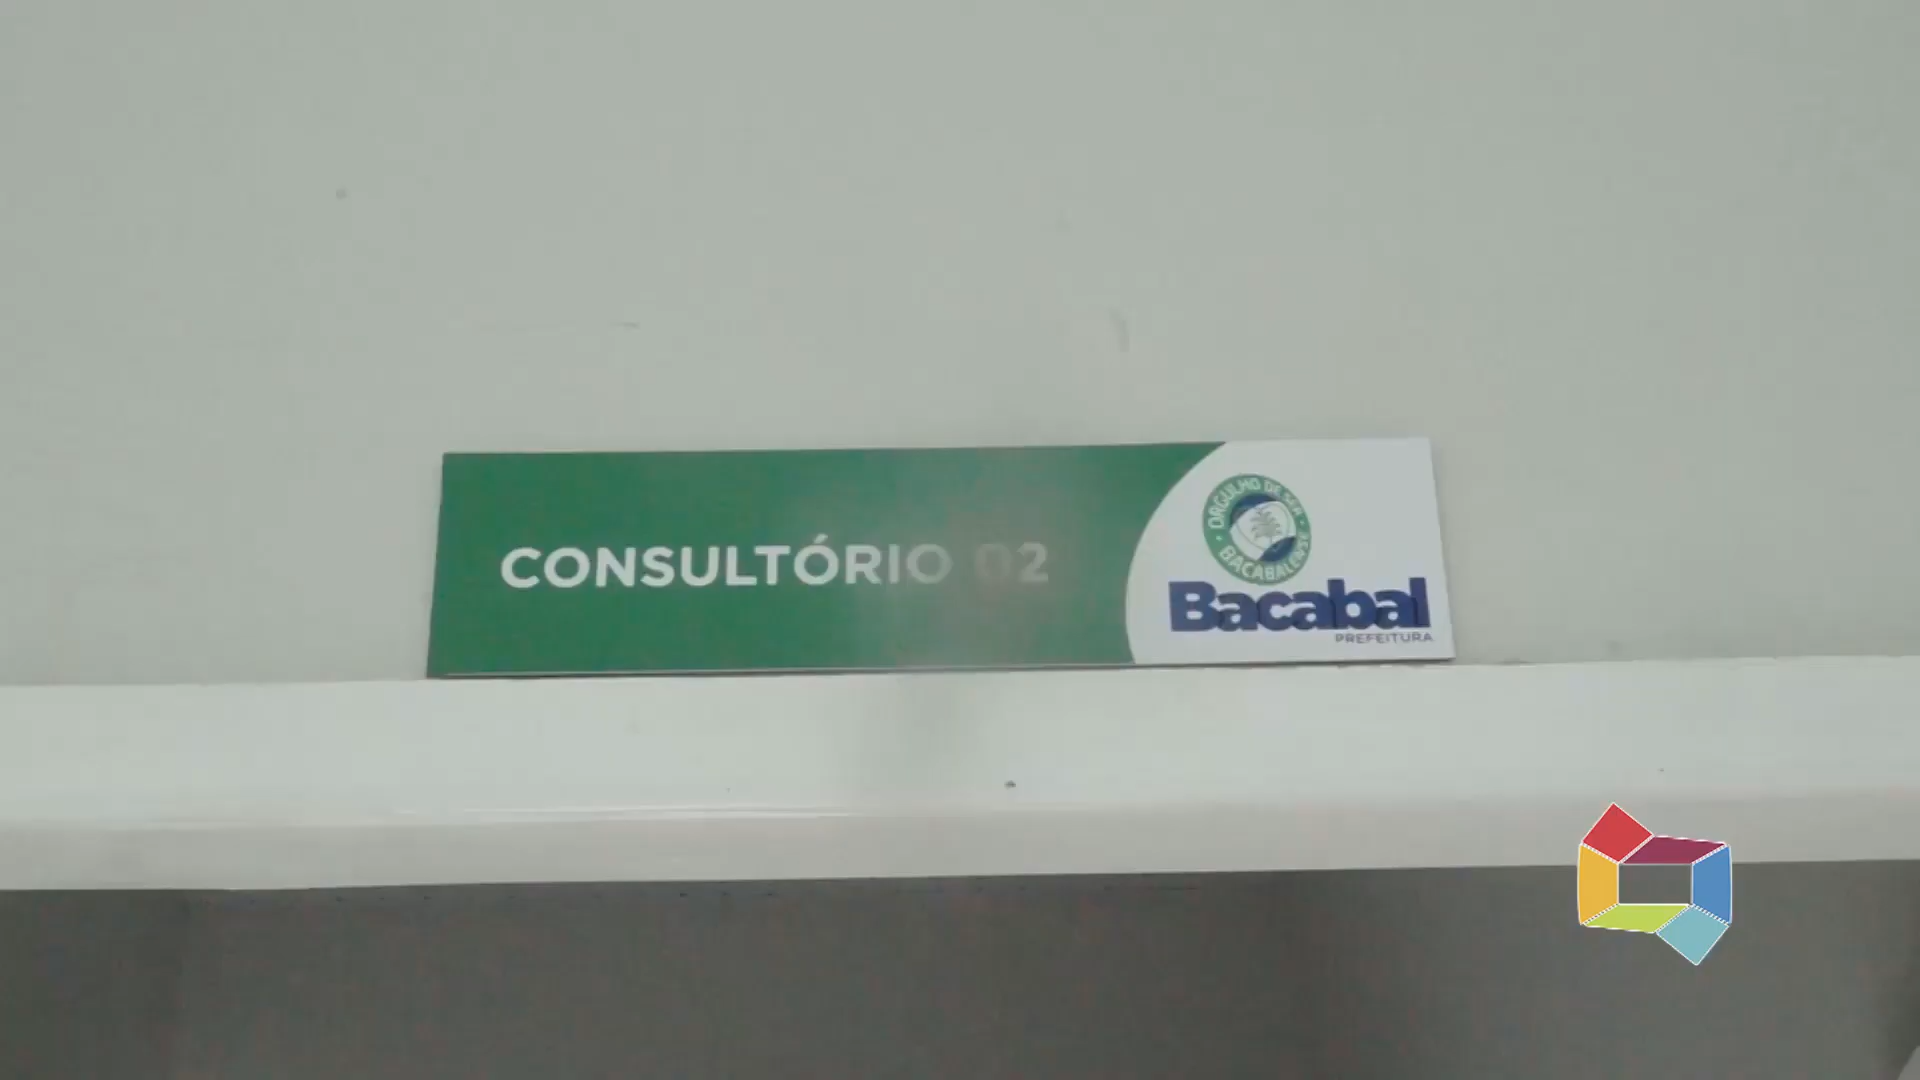 CONSULTÓRIO 02
ORGULHO DE SER
BACABALENSE
Bacabal
PREFEITURA